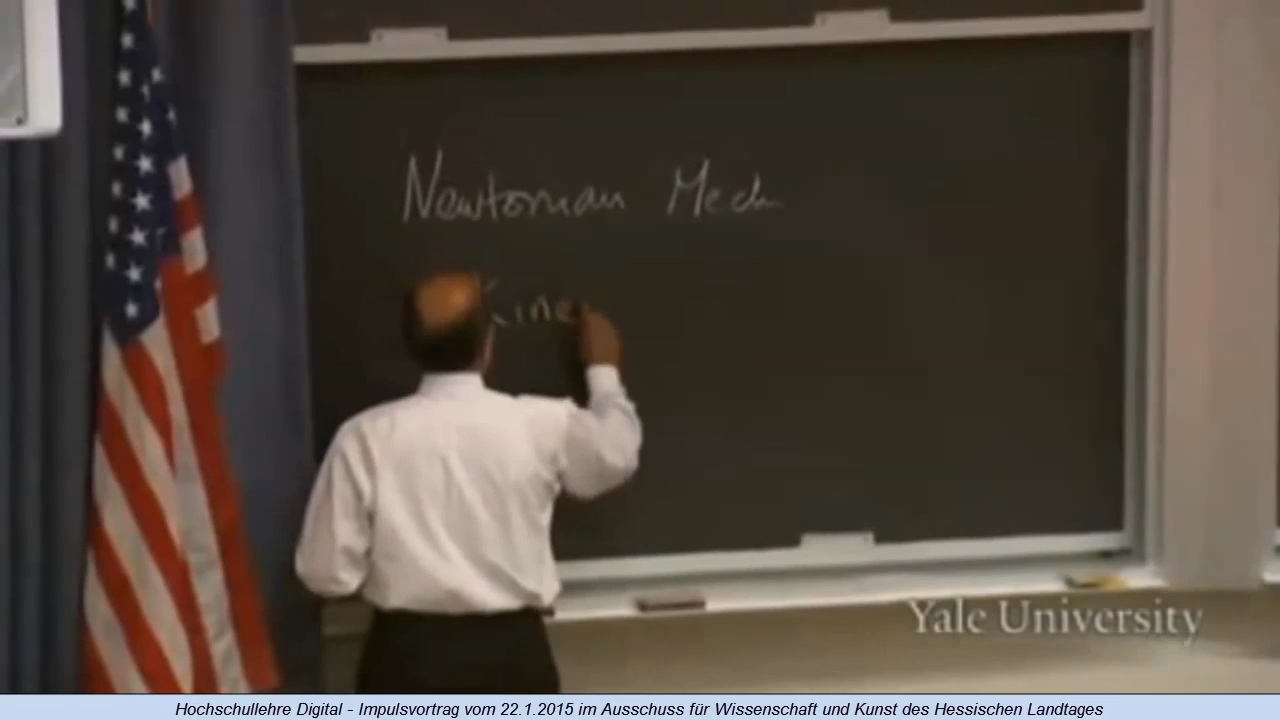 Newtonian Mech
Kine
Yale University
Hochschullehre Digital - Impulsvortrag vom 22.1.2015 im Ausschuss für Wissenschaft und Kunst des Hessischen Landtages